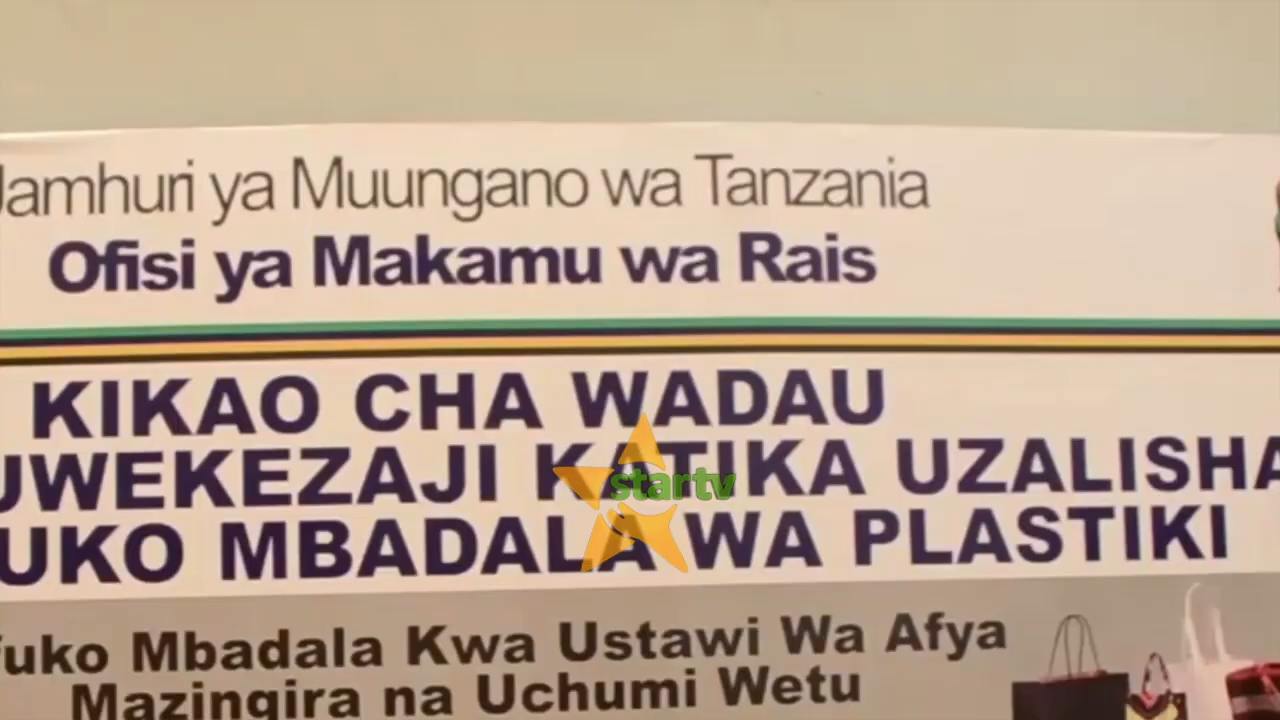 Jamhuri ya Muungano wa Tanzania
Ofisi ya Makamu wa Rais
KIKAO CHA WADAU
UWEKEZAJI KATIKA UZALISHA
UKO MBADALA WA PLASTIKI
startv
fuko Mbadala Kwa Ustawi Wa Afya
Mazingira na Uchumi Wetu